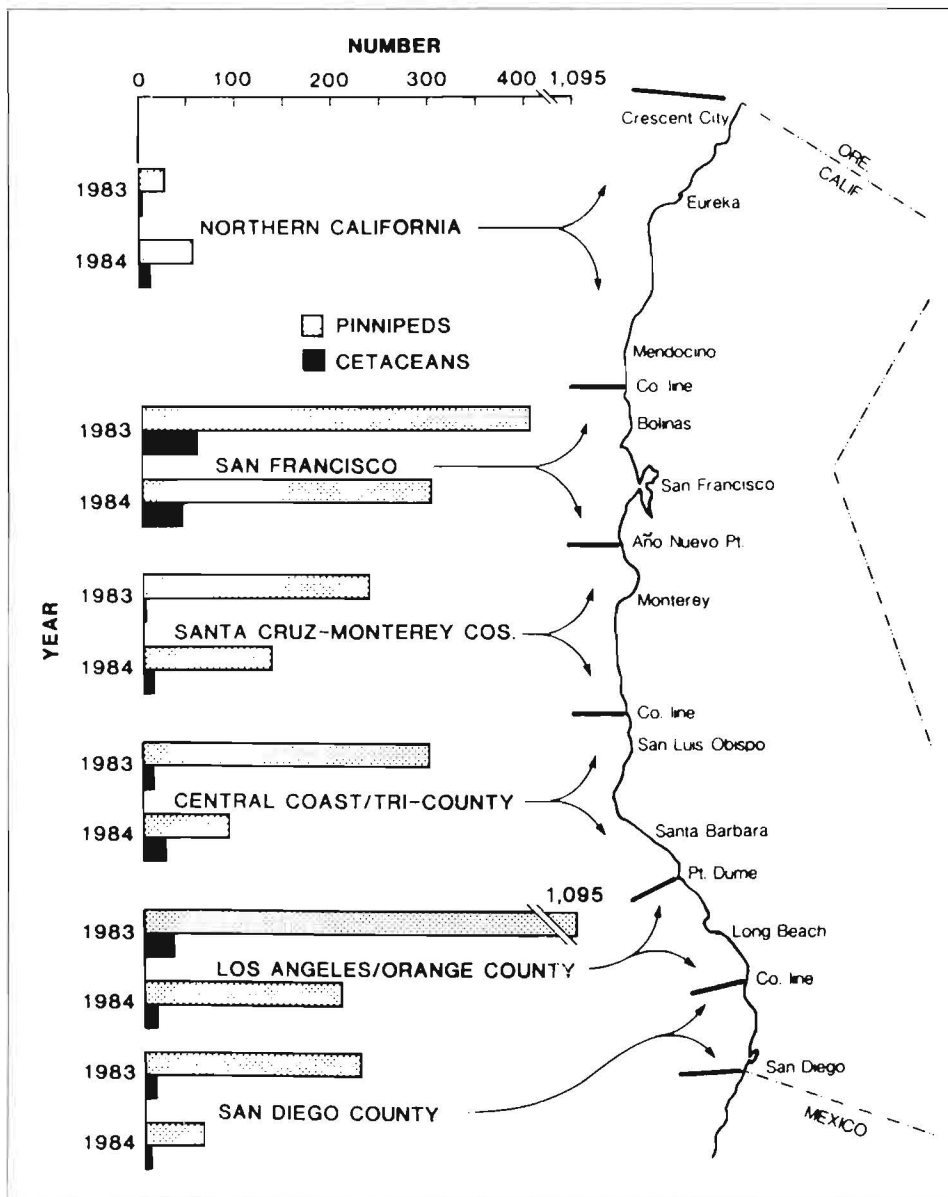 NUMBER
0 100 200 300 400 1,095
Crescent City
ORE
CALIF
1983
Eureka
NORTHERN CALIFORNIA
1984
PINNIPEDS
CETACEANS
Mendocino
Co. line
1983
Bolinas
SAN FRANCISCO
San Francisco
1984
Año Nuevo Pt.
1983
Monterey
YEAR
SANTA CRUZ-MONTEREY COS.
1984
Co. line
1983
San Luis Obispo
CENTRAL COAST/TRI-COUNTY
1984
Santa Barbara
Pt. Dume
1,095
1983
Long Beach
LOS ANGELES/ORANGE COUNTY
Co. line
1984
1983
San Diego
SAN DIEGO COUNTY
MEXICO
1984